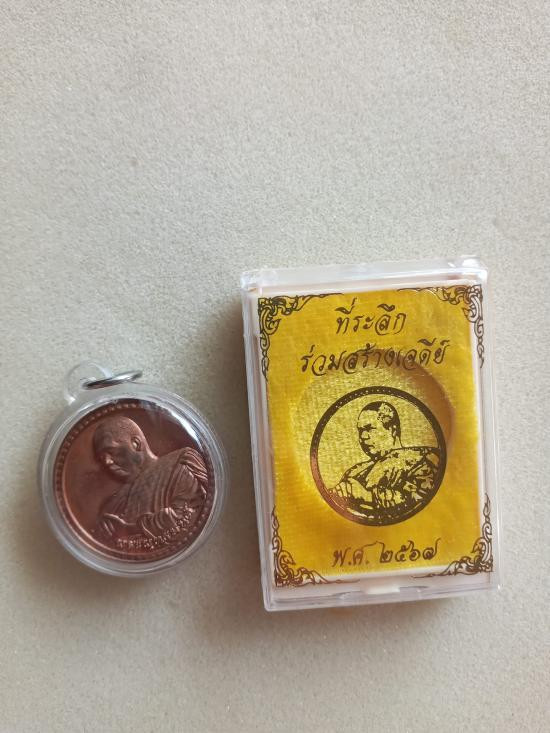 ที่ระลึก
ร่วมสร้างเจดีย์
พ.ศ. ๒๕๖๗